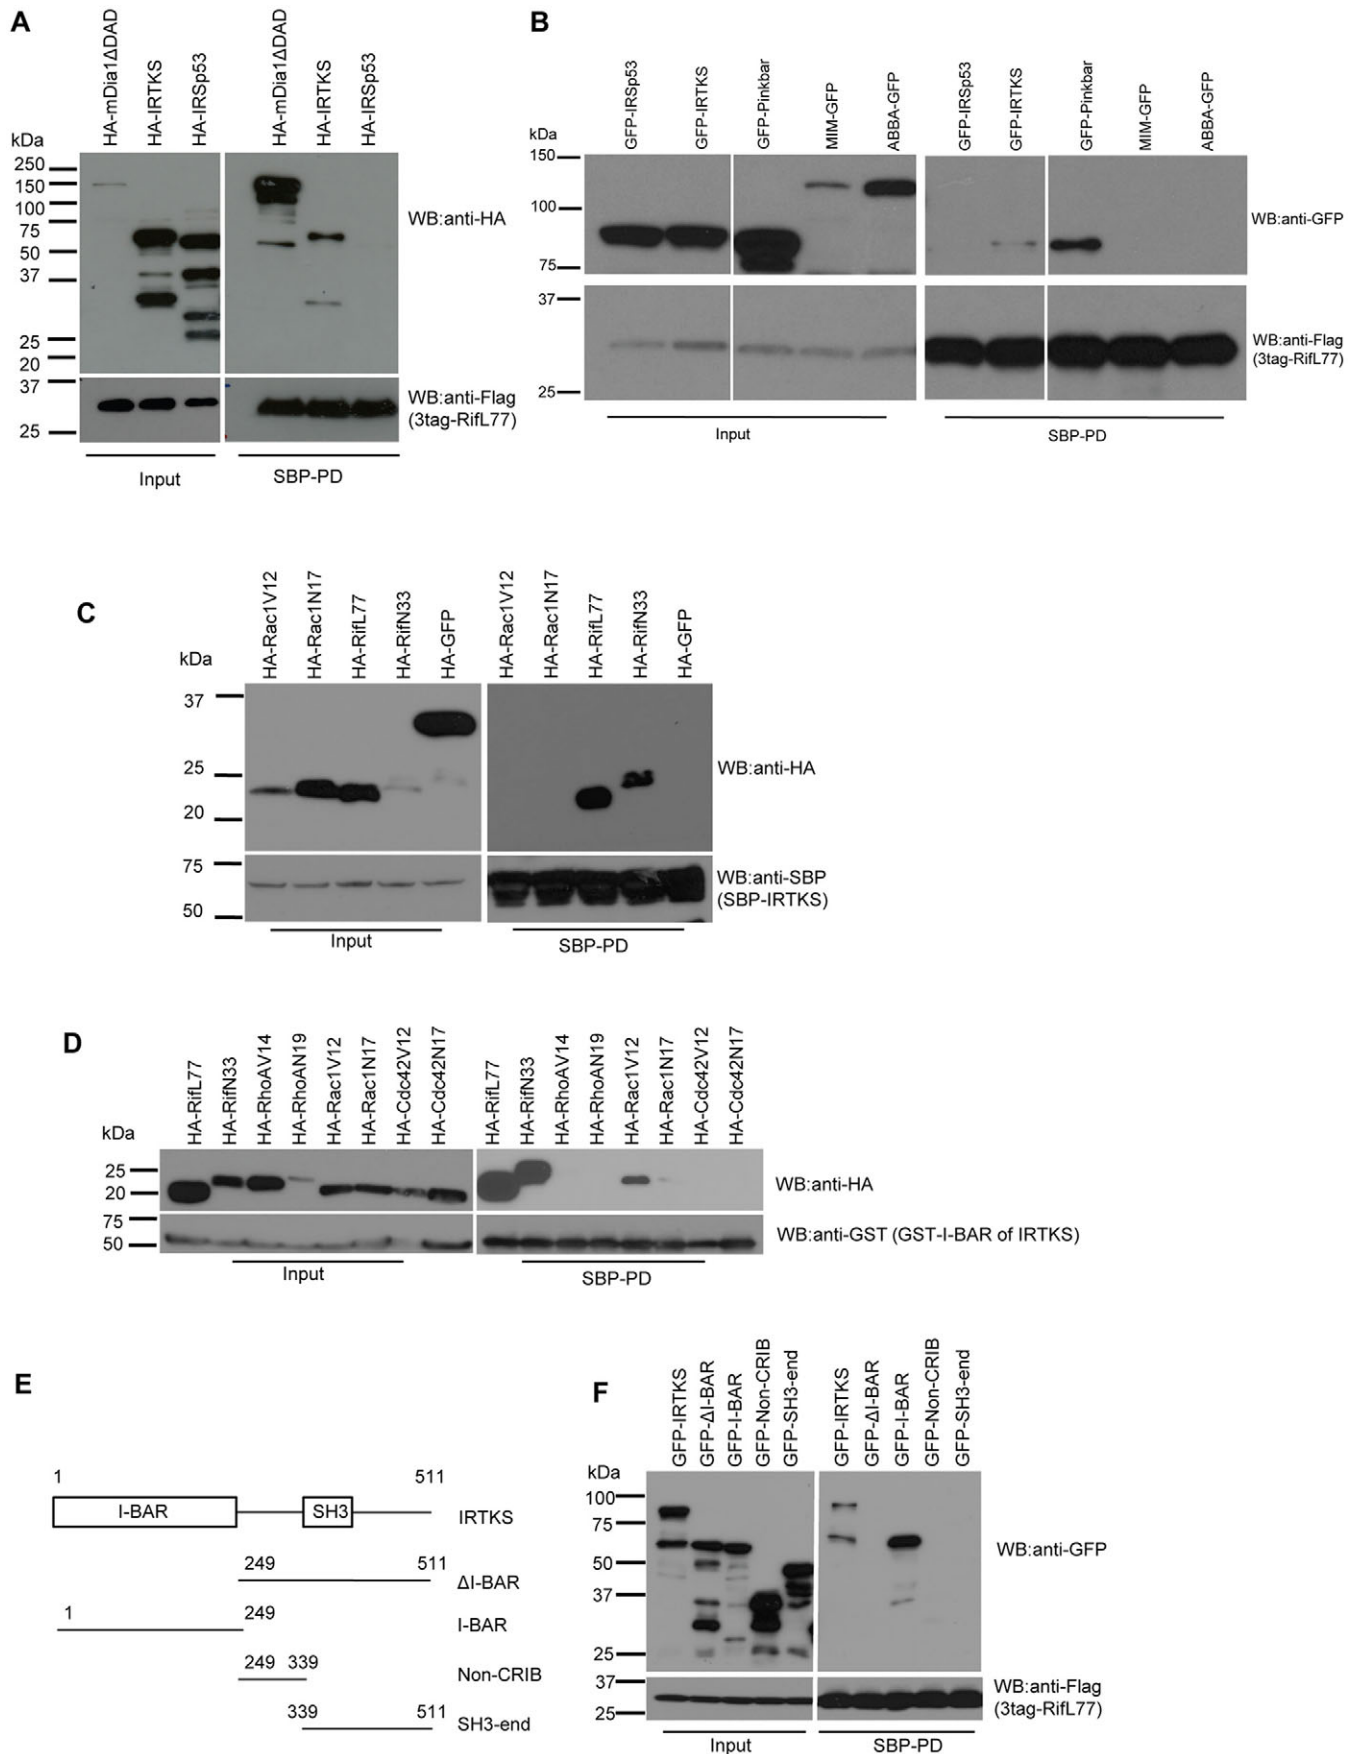 A
HA-mDia1ΔDAD
HA-IRTKS
HA-IRSp53
HA-mDia1ΔDAD
HA-IRTKS
HA-IRSp53
kDa
250
150
100
75
50
37
25
20
WB:anti-HA
37
25
WB:anti-Flag
(3tag-RifL77)
Input
SBP-PD
B
GFP-IRSp53
GFP-IRTKS
GFP-Pinkbar
MIM-GFP
ABBA-GFP
GFP-IRSp53
GFP-IRTKS
GFP-Pinkbar
MIM-GFP
ABBA-GFP
kDa
150
100
75
WB:anti-GFP
37
25
WB:anti-Flag
(3tag-RifL77)
Input
SBP-PD
C
HA-Rac1V12
HA-Rac1N17
HA-RifL77
HA-RifN33
HA-GFP
HA-Rac1V12
HA-Rac1N17
HA-RifL77
HA-RifN33
HA-GFP
kDa
37
25
20
WB:anti-HA
75
50
WB:anti-SBP
(SBP-IRTKS)
Input
SBP-PD
D
HA-RifL77
HA-RifN33
HA-RhoAV14
HA-RhoAN19
HA-Rac1V12
HA-Rac1N17
HA-Cdc42V12
HA-Cdc42N17
HA-RifL77
HA-RifN33
HA-RhoAV14
HA-RhoAN19
HA-Rac1V12
HA-Rac1N17
HA-Cdc42V12
HA-Cdc42N17
kDa
25
20
WB:anti-HA
75
50
WB:anti-GST (GST-I-BAR of IRTKS)
Input
SBP-PD
E
1 511
I-BAR SH3 IRTKS
249 511
ΔI-BAR
1 249
I-BAR
249 339
Non-CRIB
339 511
SH3-end
F
GFP-IRTKS
GFP-ΔI-BAR
GFP-I-BAR
GFP-Non-CRIB
GFP-SH3-end
GFP-IRTKS
GFP-ΔI-BAR
GFP-I-BAR
GFP-Non-CRIB
GFP-SH3-end
kDa
100
75
50
37
25
WB:anti-GFP
37
25
WB:anti-Flag
(3tag-RifL77)
Input
SBP-PD